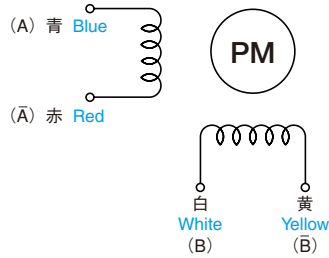 (A) 青 Blue
PM
(Ā) 赤 Red
白 黄
White Yellow
(B) (B̄)